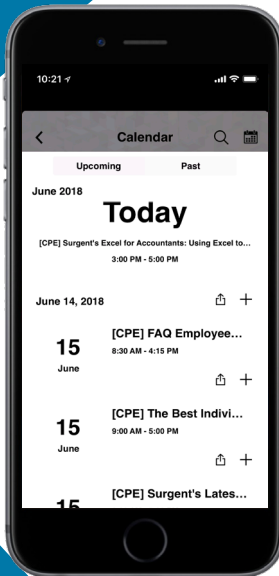 10:21
Calendar
Upcoming Past
June 2018
Today
[CPE] Surgent's Excel for Accountants: Using Excel to…
3:00 PM - 5:00 PM
June 14, 2018
[CPE] FAQ Employee…
15
8:30 AM - 4:15 PM
June
[CPE] The Best Indivi…
15
9:00 AM - 5:00 PM
June
[CPE] Surgent's Lates…
15